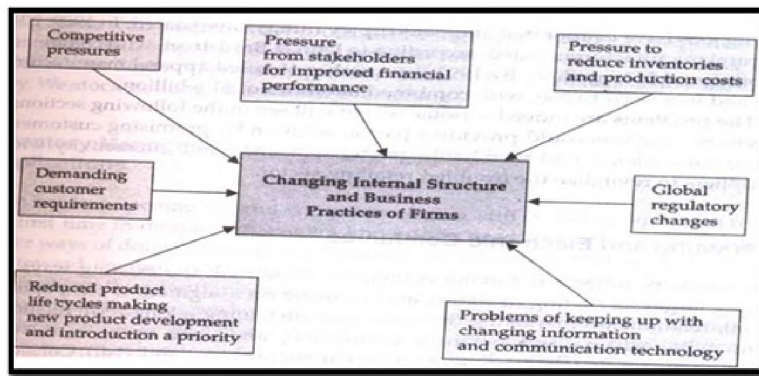 Competitive
pressures
Pressure
from stakeholders
for improved financial
performance
Pressure to
reduce inventories
and production costs
Demanding
customer
requirements
Changing Internal Structure
and Business
Practices of Firms
Global
regulatory
changes
Reduced product
life cycles making
new product development
and introduction a priority
Problems of keeping up with
changing information
and communication technology